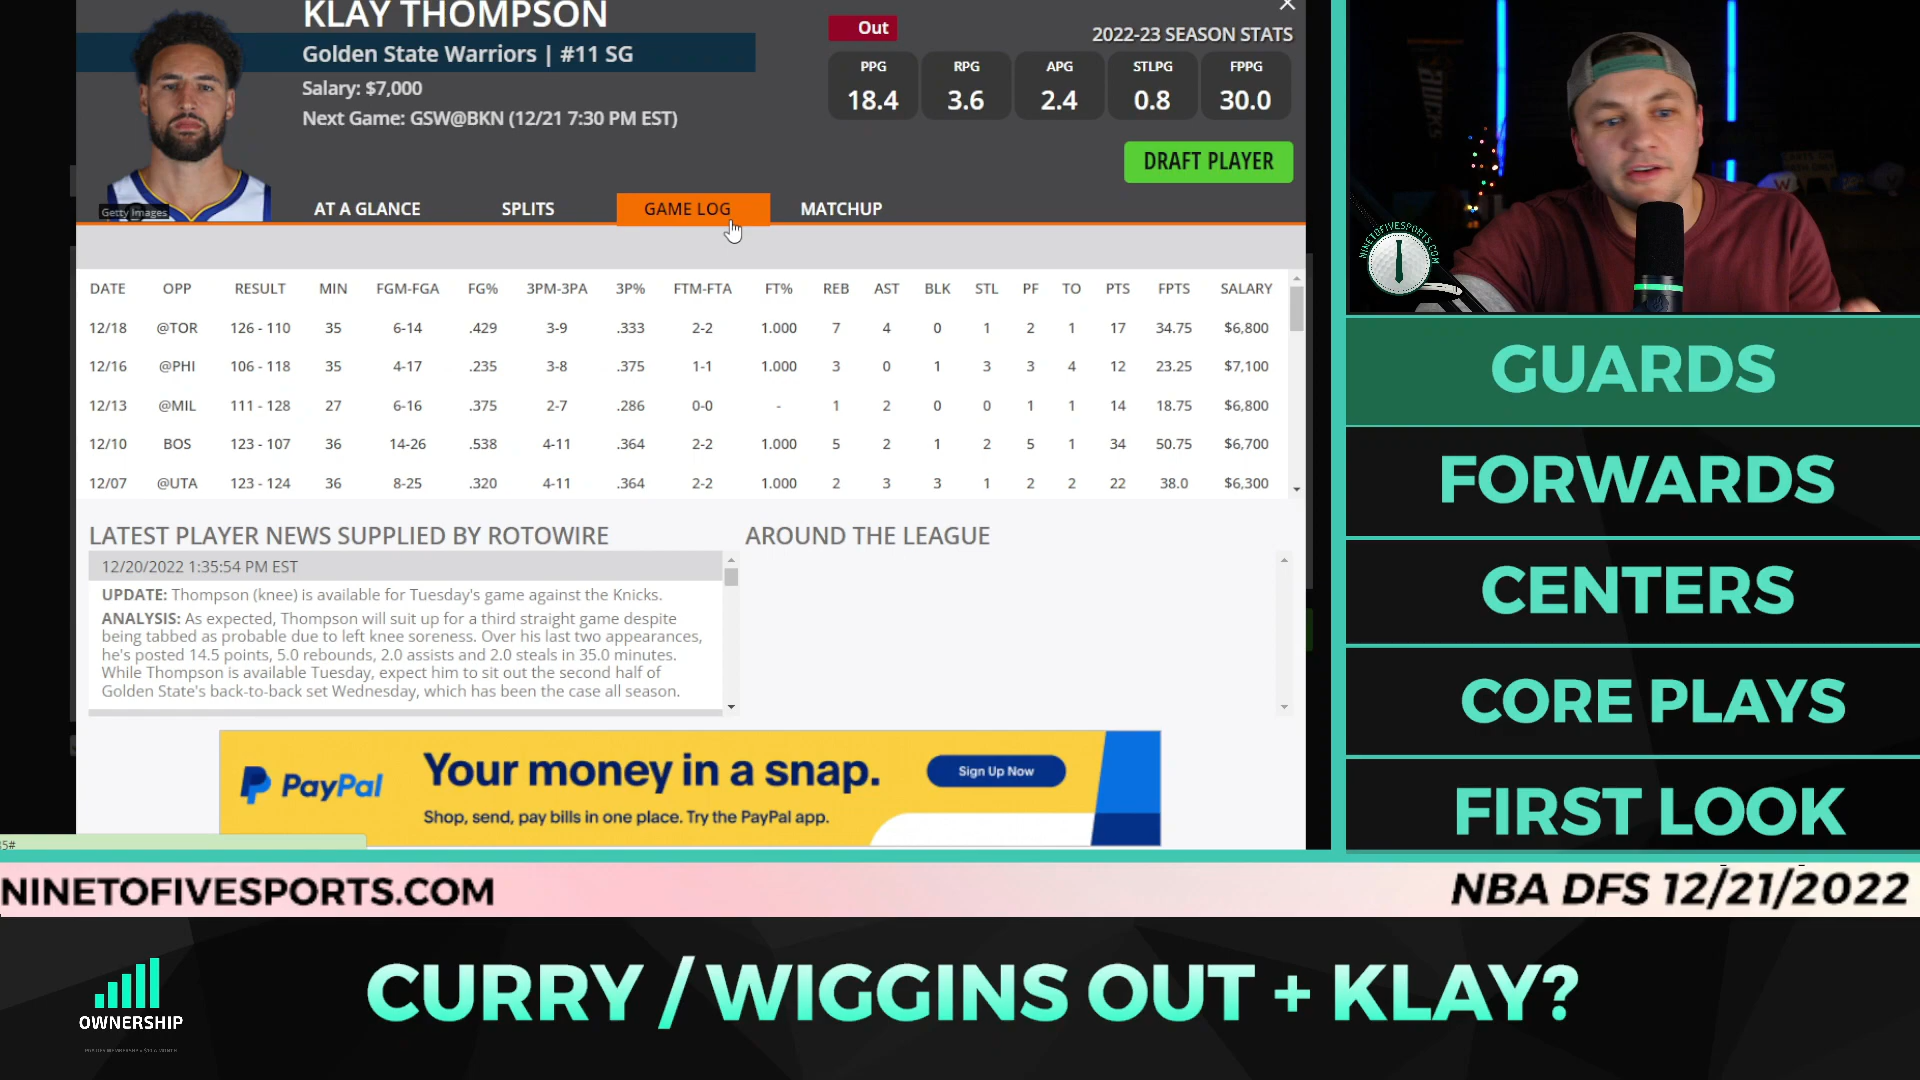 KLAY THOMPSON
Golden State Warriors | #11 SG
Salary: $7,000
Next Game: GSW@BKN (12/21 7:30 PM EST)
Getty Images
Out
2022-23 SEASON STATS
PPG RPG APG STLPG FPPG
18.4 3.6 2.4 0.8 30.0
DRAFT PLAYER
AT A GLANCE SPLITS GAME LOG MATCHUP
DATE OPP RESULT MIN FGM-FGA FG% 3PM-3PA 3P% FTM-FTA FT% REB AST BLK STL PF TO PTS FPTS SALARY
12/18 @TOR 126 - 110 35 6-14 .429 3-9 .333 2-2 1.000 7 4 0 1 2 1 17 34.75 $6,800
12/16 @PHI 106 - 118 35 4-17 .235 3-8 .375 1-1 1.000 3 0 1 3 3 4 12 23.25 $7,100
12/13 @MIL 111 - 128 27 6-16 .375 2-7 .286 0-0 - 1 2 0 0 1 1 14 18.75 $6,800
12/10 BOS 123 - 107 36 14-26 .538 4-11 .364 2-2 1.000 5 2 1 2 5 1 34 50.75 $6,700
12/07 @UTA 123 - 124 36 8-25 .320 4-11 .364 2-2 1.000 2 3 3 1 2 2 22 38.0 $6,300
LATEST PLAYER NEWS SUPPLIED BY ROTOWIRE
12/20/2022 1:35:54 PM EST
UPDATE: Thompson (knee) is available for Tuesday's game against the Knicks.
ANALYSIS: As expected, Thompson will suit up for a third straight game despite
being tabbed as probable due to left knee soreness. Over his last two appearances,
he's posted 14.5 points, 5.0 rebounds, 2.0 assists and 2.0 steals in 35.0 minutes.
While Thompson is available Tuesday, expect him to sit out the second half of
Golden State's back-to-back set Wednesday, which has been the case all season.
AROUND THE LEAGUE
PayPal
Your money in a snap.
Shop, send, pay bills in one place. Try the PayPal app.
Sign Up Now
NINETOFIVESPORTS.COM
GUARDS
FORWARDS
CENTERS
CORE PLAYS
FIRST LOOK
NINETOFIVESPORTS.COM
NBA DFS 12/21/2022
OWNERSHIP
CURRY / WIGGINS OUT + KLAY?